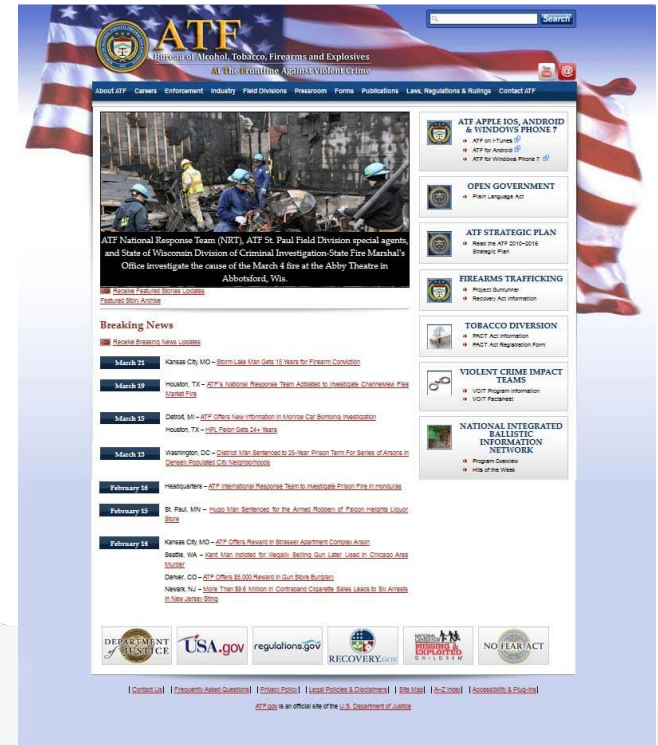 Search
ATF
Bureau of Alcohol, Tobacco, Firearms and Explosives
At the Frontline Against Violent Crime
You
Tube
@
About ATF Careers Enforcement Industry Field Divisions Pressroom Forms Publications Laws, Regulations & Rulings Contact ATF
ATF National Response Team (NRT), ATF St. Paul Field Division special agents,
and State of Wisconsin Division of Criminal Investigation-State Fire Marshal's
Office investigate the cause of the March 4 fire at the Abby Theatre in
Abbotsford, Wis.
Receive Featured Stories Updates
Featured Story Archive
Breaking News
Receive Breaking News Updates
March 21
Kansas City, MO – Storm Lake Man Gets 15 Years for Firearm Conviction
March 19
Houston, TX – ATF's National Response Team Activated to Investigate Channelview Flea
Market Fire
March 15
Detroit, MI – ATF Offers New Information in Monroe Car Bombing Investigation
Houston, TX – HPL Felon Gets 24+ Years
March 13
Washington, DC – District Man Sentenced to 25-Year Prison Term For Series of Arsons in
Densely Populated City Neighborhoods
February 16
Headquarters – ATF International Response Team to Investigate Prison Fire in Honduras
February 15
St. Paul, MN – Hugo Man Sentenced for the Armed Robbery of Falcon Heights Liquor
Store
February 14
Kansas City, MO – ATF Offers Reward in Strasser Apartment Complex Arson
Seattle, WA – Kent Man Indicted for Illegally Selling Gun Later Used in Chicago Area
Murder
Denver, CO – ATF Offers $5,000 Reward in Gun Store Burglary
Newark, NJ – More Than $9.6 Million in Contraband Cigarette Sales Leads to Six Arrests
in New Jersey Sting
ATF APPLE IOS, ANDROID
& WINDOWS PHONE 7
ATF on i-Tunes
ATF for Android
ATF for Windows Phone 7
OPEN GOVERNMENT
Plain Language Act
ATF STRATEGIC PLAN
Read the ATF 2010–2016
Strategic Plan
FIREARMS TRAFFICKING
Project Gunrunner
Recovery Act Information
TOBACCO DIVERSION
PACT Act Information
PACT Act Registration Form
VIOLENT CRIME IMPACT
TEAMS
VCIT Program Information
VCIT Factsheet
NATIONAL INTEGRATED
BALLISTIC
INFORMATION
NETWORK
Program Overview
Hits of the Week
DEPARTMENT
of JUSTICE
USA.gov
regulations.gov
RECOVERY.GOV
NATIONAL CENTER FOR
MISSING &
EXPLOITED
CHILDREN
NO FEAR ACT
| Contact Us | Frequently Asked Questions | Privacy Policy | Legal Policies & Disclaimers | Site Map | A–Z Index | Accessibility & Plug-ins |
ATF.gov is an official site of the U.S. Department of Justice